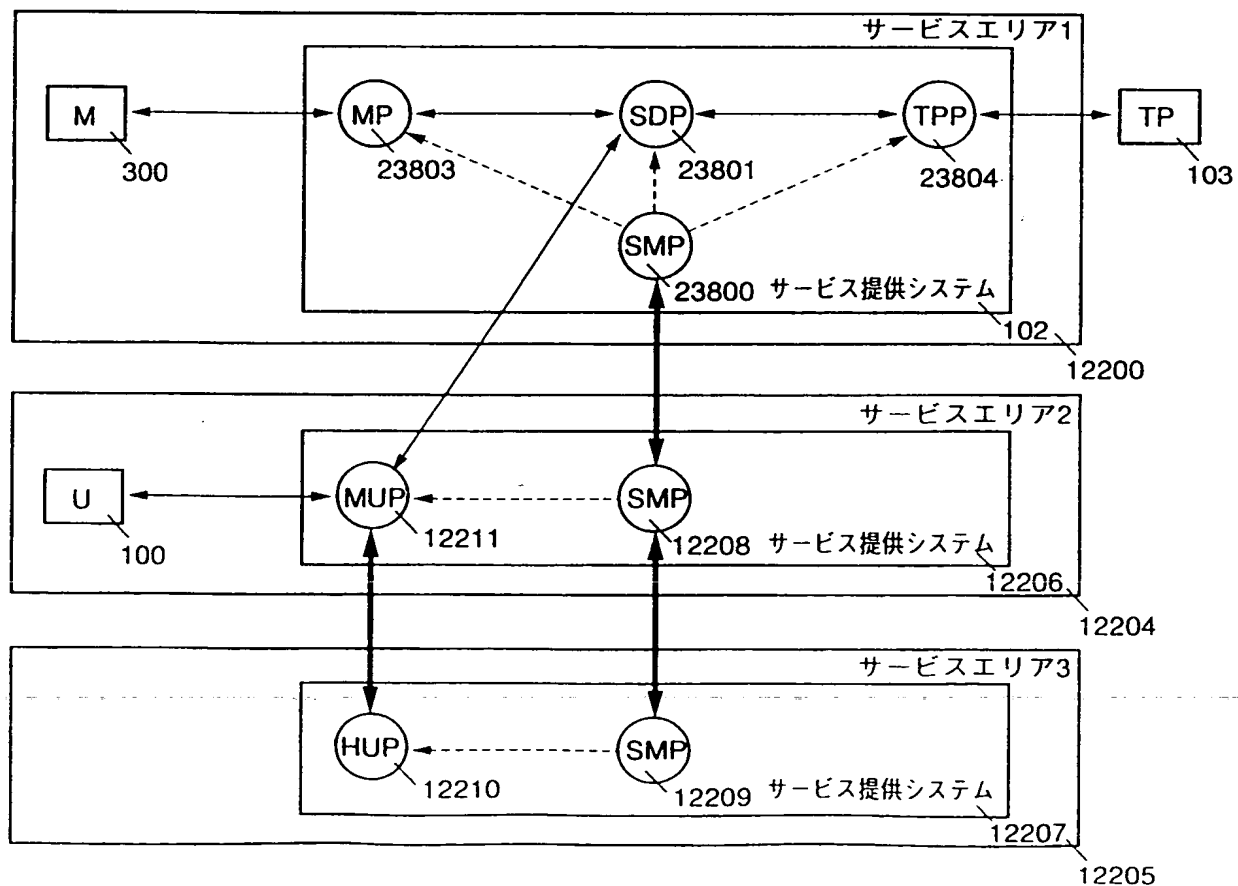 サービスエリア1
M
300
MP
23803
SDP
23801
TPP
23804
TP
103
SMP
23800
サービス提供システム
102
12200
サービスエリア2
U
100
MUP
12211
SMP
12208
サービス提供システム
12206
12204
サービスエリア3
HUP
12210
SMP
12209
サービス提供システム
12207
12205